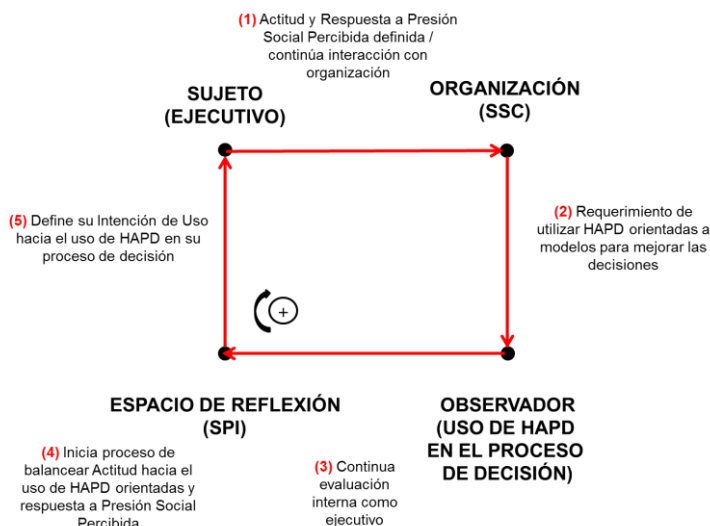 (1) Actitud y Respuesta a Presión
Social Percibida definida /
continúa interacción con
organización
SUJETO
(EJECUTIVO)
ORGANIZACIÓN
(SSC)
(5) Define su Intención de Uso
hacia el uso de HAPD en su
proceso de decisión
(2) Requerimiento de
utilizar HAPD orientadas a
modelos para mejorar las
decisiones
+
ESPACIO DE REFLEXIÓN
(SPI)
OBSERVADOR
(USO DE HAPD
EN EL PROCESO
DE DECISIÓN)
(4) Inicia proceso de
balancear Actitud hacia el
uso de HAPD orientadas y
respuesta a Presión Social
Percibida
(3) Continua
evaluación
interna como
ejecutivo